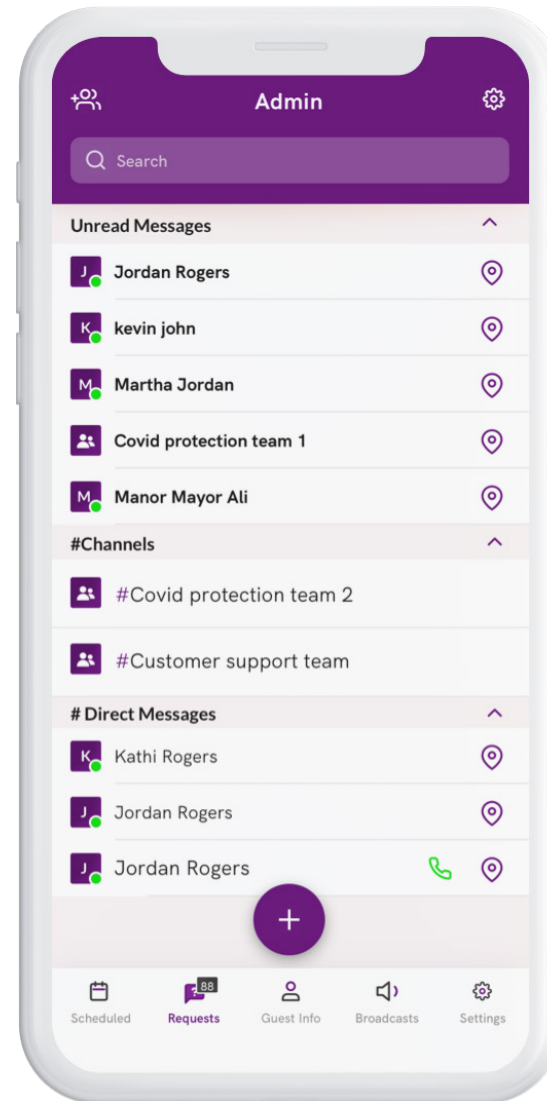 Admin
Search
Unread Messages
J Jordan Rogers
K kevin john
M Martha Jordan
Covid protection team 1
M Manor Mayor Ali
#Channels
#Covid protection team 2
#Customer support team
# Direct Messages
K Kathi Rogers
J Jordan Rogers
J Jordan Rogers
+
? 88
Scheduled Requests Guest Info Broadcasts Settings